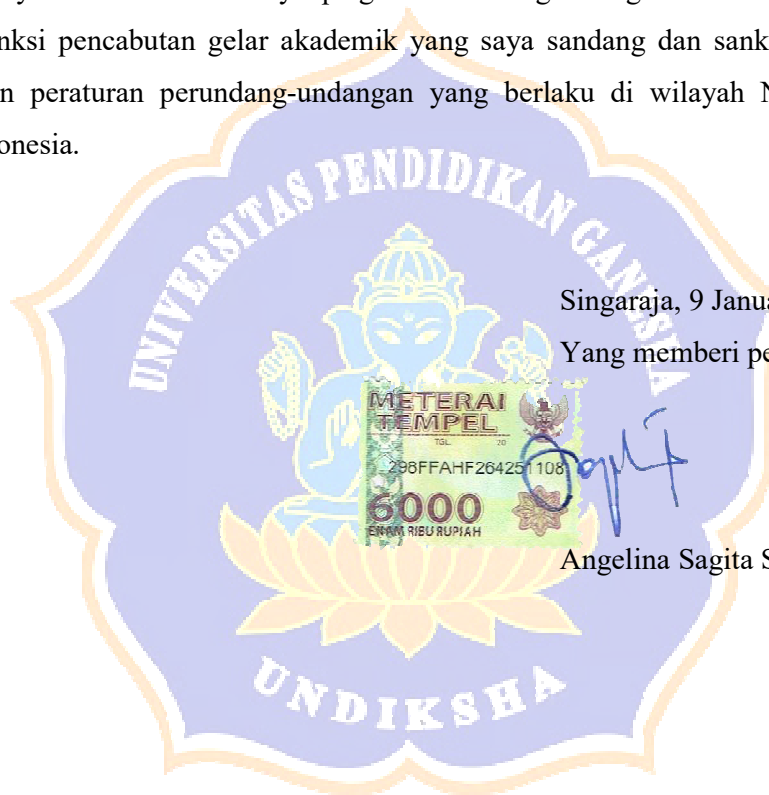 nksi pencabutan gelar akademik yang saya sandang dan sank
n peraturan perundang-undangan yang berlaku di wilayah N
onesia.
UNIVERSITAS PENDIDIKAN GANESHA
Singaraja, 9 Janua
Yang memberi pe
METERAI
TEMPEL
TGL. 20
298FFAHF264251108
6000
ENAM RIBU RUPIAH
Angelina Sagita S
UNDIKSHA